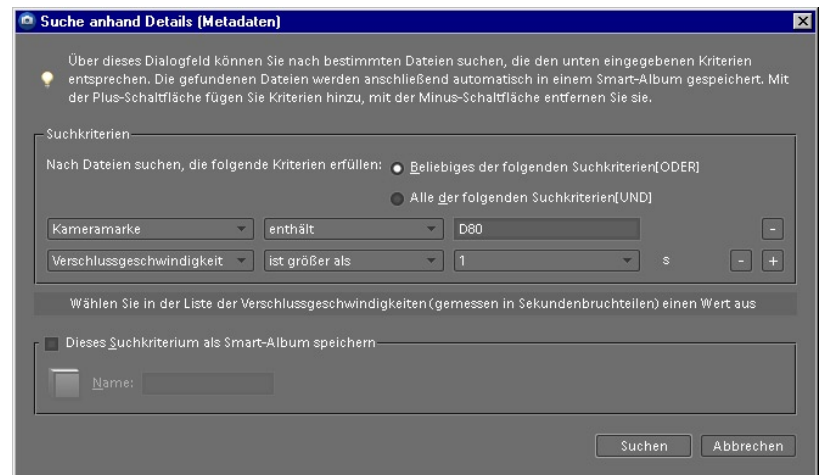 Suche anhand Details (Metadaten)
Über dieses Dialogfeld können Sie nach bestimmten Dateien suchen, die den unten eingegebenen Kriterien
entsprechen. Die gefundenen Dateien werden anschließend automatisch in einem Smart-Album gespeichert. Mit
der Plus-Schaltfläche fügen Sie Kriterien hinzu, mit der Minus-Schaltfläche entfernen Sie sie.
Suchkriterien
Nach Dateien suchen, die folgende Kriterien erfüllen: Beliebiges der folgenden Suchkriterien[ODER]
Alle der folgenden Suchkriterien[UND]
Kameramarke enthält D80 -
Verschlussgeschwindigkeit ist größer als 1 s - +
Wählen Sie in der Liste der Verschlussgeschwindigkeiten (gemessen in Sekundenbruchteilen) einen Wert aus
Dieses Suchkriterium als Smart-Album speichern
Name:
Suchen Abbrechen